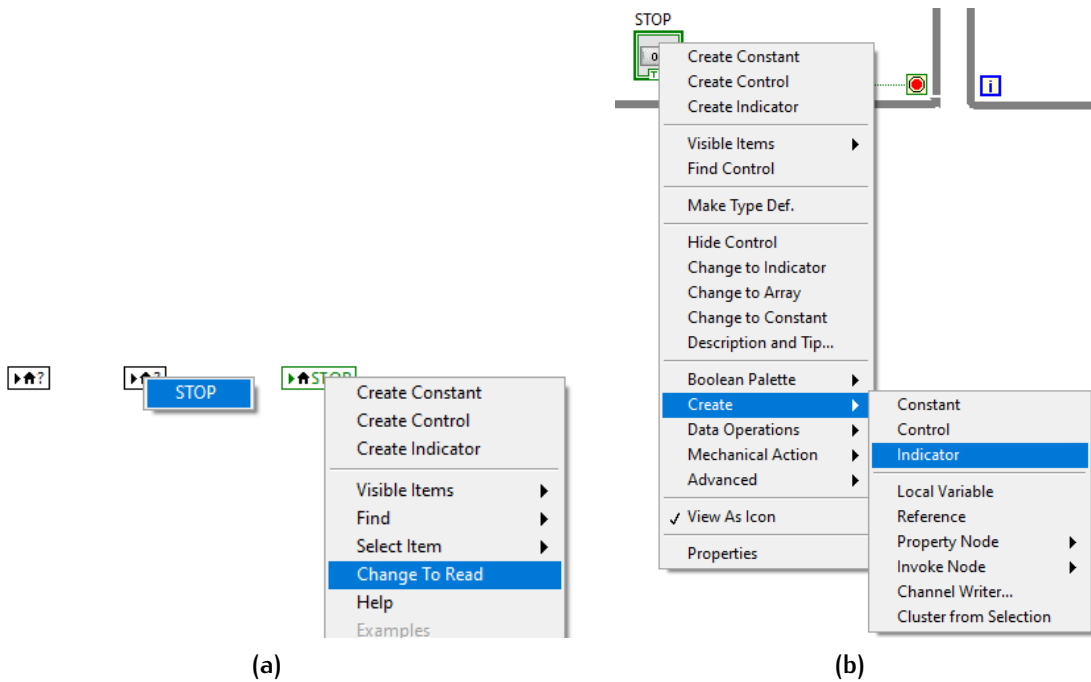 ?
STOP
STOP
Create Constant
Create Control
Create Indicator
Visible Items
Find
Select Item
Change To Read
Help
Examples
(a)
STOP
Create Constant
Create Control
Create Indicator
Visible Items
Find Control
Make Type Def.
Hide Control
Change to Indicator
Change to Array
Change to Constant
Description and Tip...
Boolean Palette
Create
Data Operations
Mechanical Action
Advanced
View As Icon
Properties
i
Constant
Control
Indicator
Local Variable
Reference
Property Node
Invoke Node
Channel Writer...
Cluster from Selection
(b)